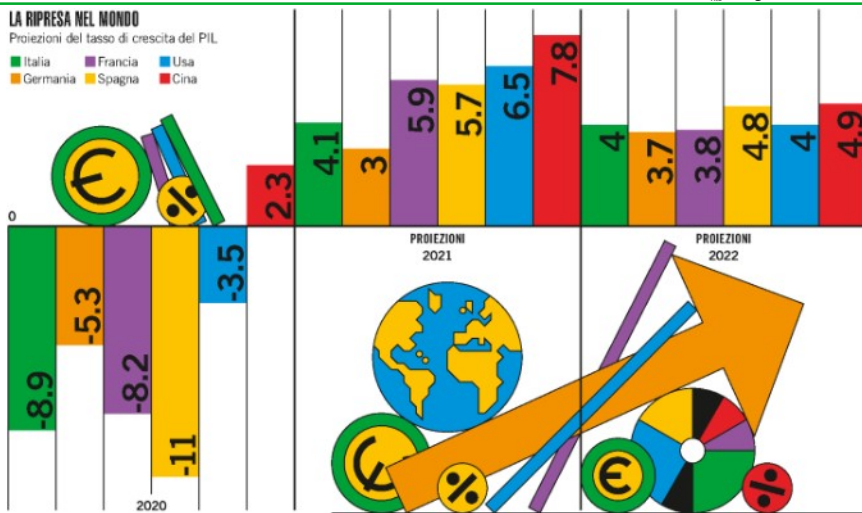 LA RIPRESA NEL MONDO
Proiezioni del tasso di crescita del PIL
Italia Francia Usa
Germania Spagna Cina
€ %
0
-8.9 -5.3 -8.2 -11 -3.5 2.3
2020
4.1 3 5.9 5.7 6.5 7.8
PROIEZIONI
2021
4 3.7 3.8 4.8 4 4.9
PROIEZIONI
2022
€ % € %